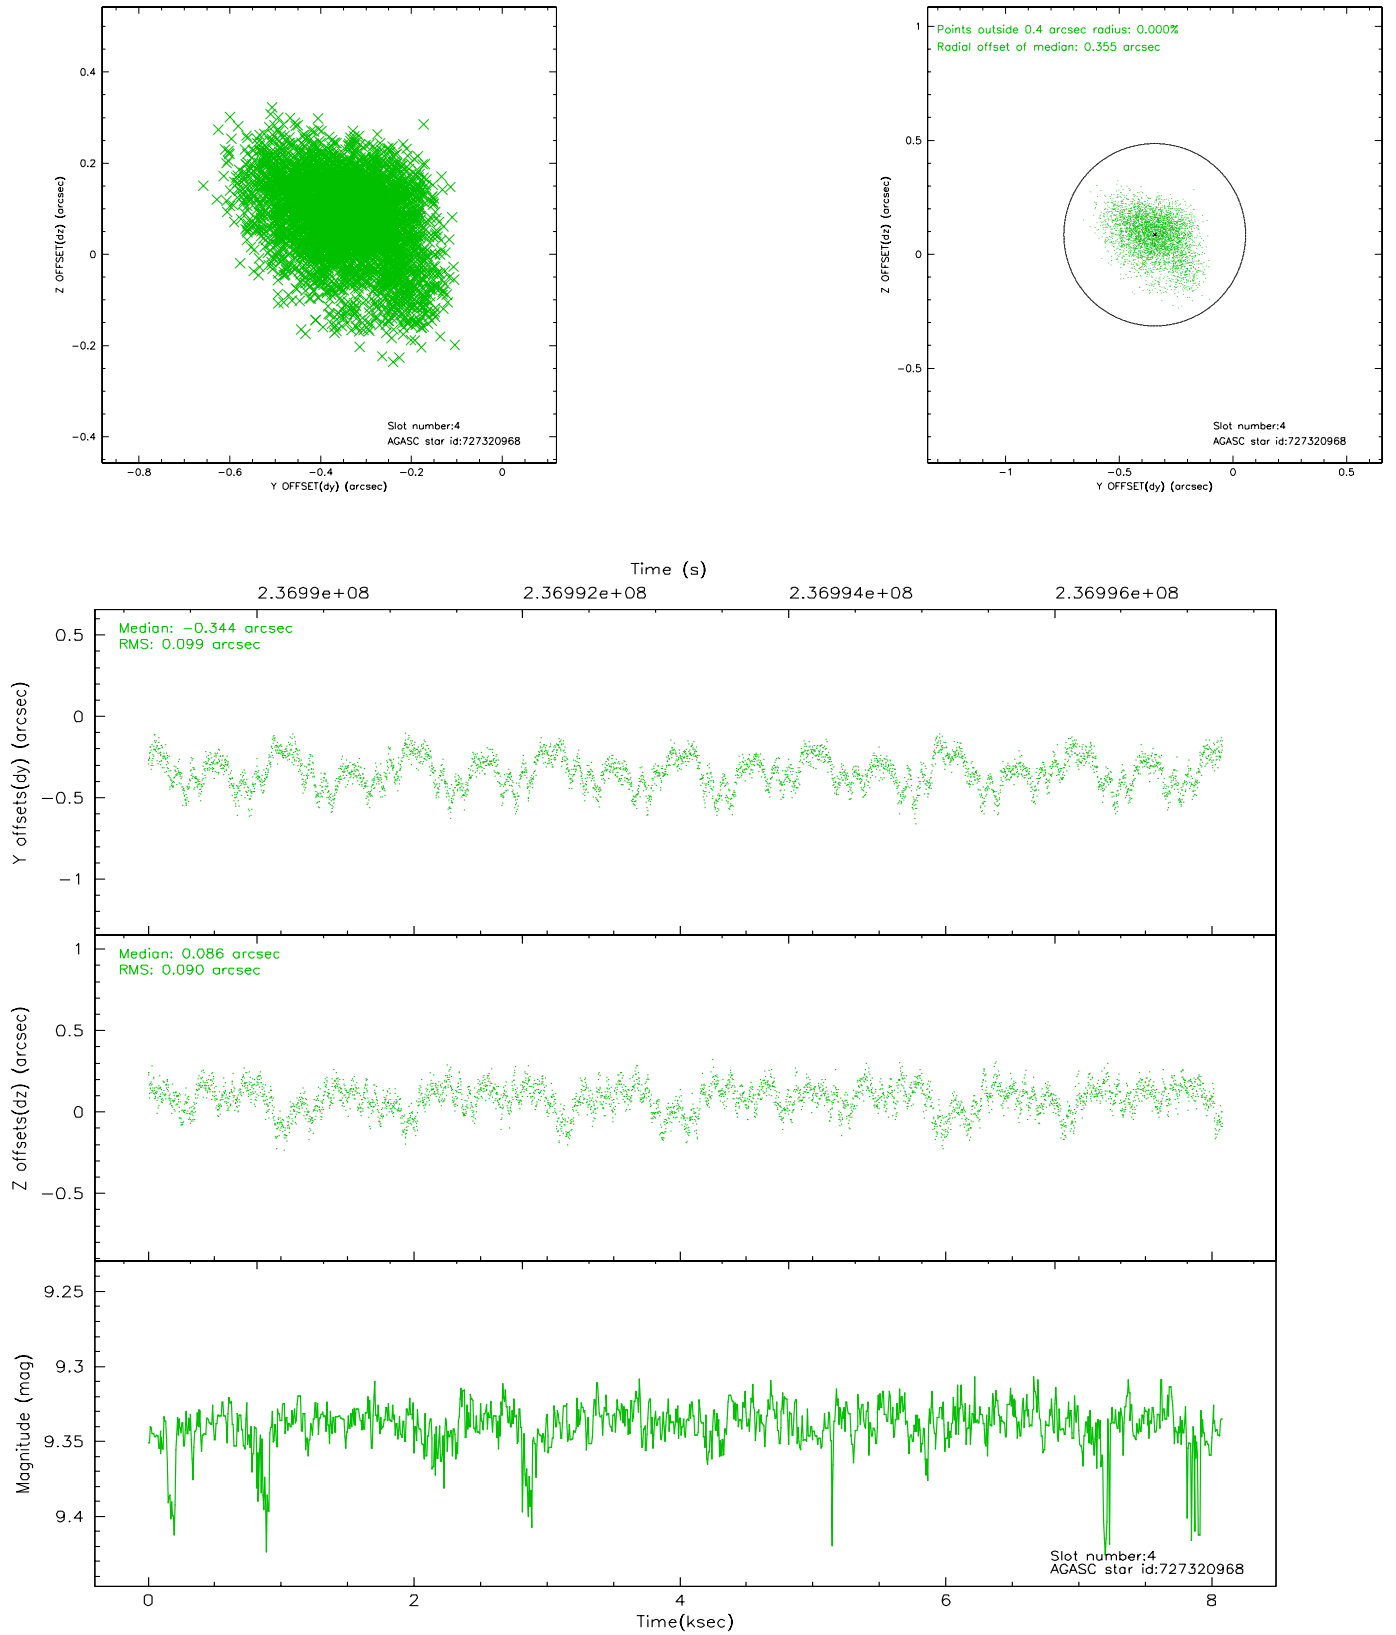 0.4
0.2
0
-0.2
-0.4
Z OFFSET(dz) (arcsec)
Slot number:4
AGASC star id:727320968
-0.8
-0.6
-0.4
-0.2
0
Y OFFSET(dy) (arcsec)
Points outside 0.4 arcsec radius: 0.000%
Radial offset of median: 0.355 arcsec
1
0.5
0
-0.5
Z OFFSET(dz) (arcsec)
Slot number:4
AGASC star id:727320968
-1
-0.5
0
0.5
Y OFFSET(dy) (arcsec)
Time (s)
2.3699e+08
2.36992e+08
2.36994e+08
2.36996e+08
Median: -0.344 arcsec
RMS: 0.099 arcsec
0.5
0
-0.5
-1
Y offsets(dy) (arcsec)
Median: 0.086 arcsec
RMS: 0.090 arcsec
1
0.5
0
-0.5
Z offsets(dz) (arcsec)
9.25
9.3
9.35
9.4
Magnitude (mag)
Slot number:4
AGASC star id:727320968
0
2
4
6
8
Time(ksec)